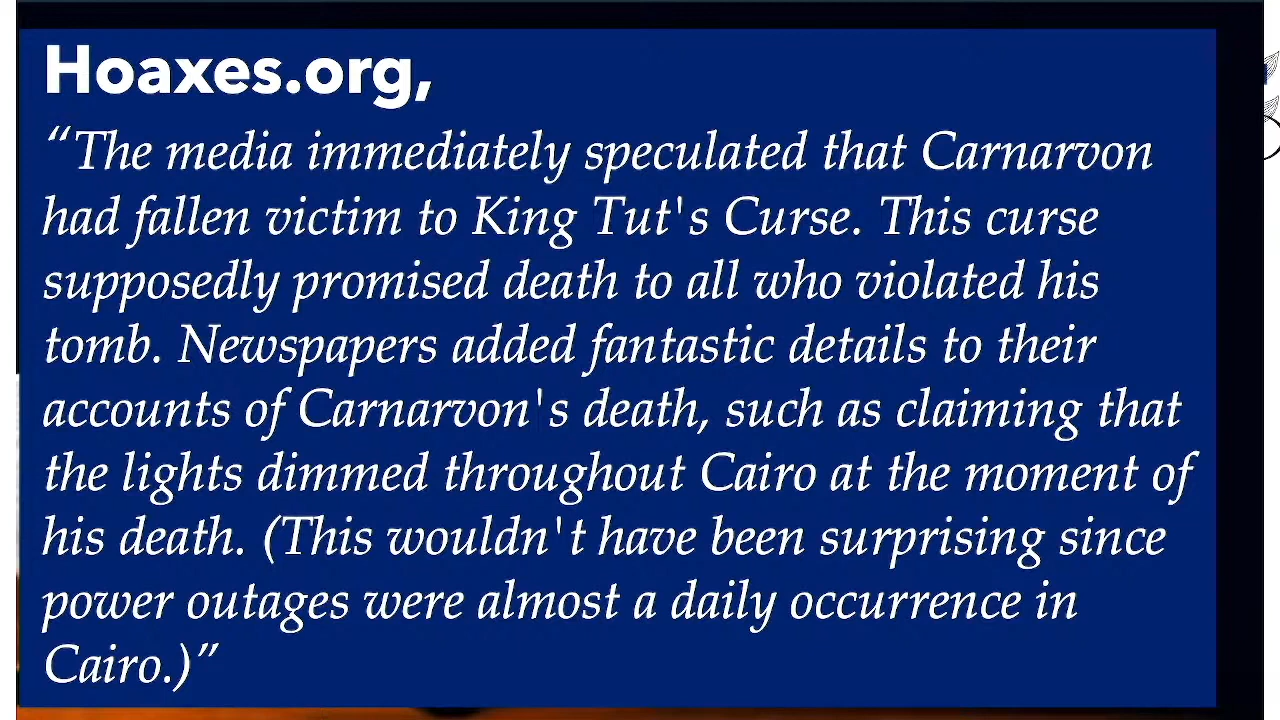 Hoaxes.org,
“The media immediately speculated that Carnarvon
had fallen victim to King Tut's Curse. This curse
supposedly promised death to all who violated his
tomb. Newspapers added fantastic details to their
accounts of Carnarvon's death, such as claiming that
the lights dimmed throughout Cairo at the moment of
his death. (This wouldn't have been surprising since
power outages were almost a daily occurrence in
Cairo.)”